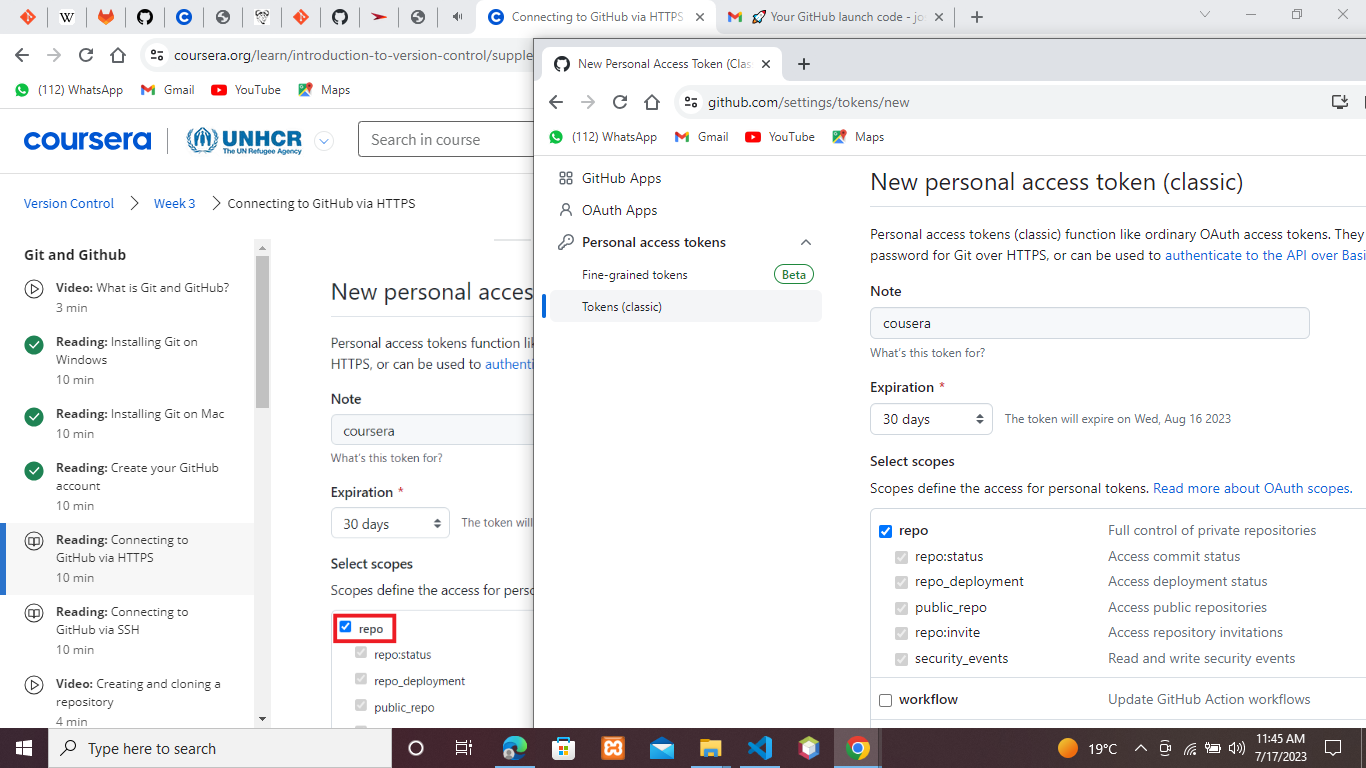 Connecting to GitHub via HTTPS
Your GitHub launch code - jo
coursera.org/learn/introduction-to-version-control/supple
(112) WhatsApp
Gmail
YouTube
Maps
coursera
UNHCR
The UN Refugee Agency
Search in course
Version Control
Week 3
Connecting to GitHub via HTTPS
Git and Github
Video: What is Git and GitHub?
3 min
Reading: Installing Git on
Windows
10 min
Reading: Installing Git on Mac
10 min
Reading: Create your GitHub
account
10 min
Reading: Connecting to
GitHub via HTTPS
10 min
Reading: Connecting to
GitHub via SSH
10 min
Video: Creating and cloning a
repository
4 min
New personal acces
Personal access tokens function lik
HTTPS, or can be used to authenti
Note
coursera
What's this token for?
Expiration *
30 days
The token will
Select scopes
Scopes define the access for perso
repo
repo:status
repo_deployment
public_repo
New Personal Access Token (Clas
github.com/settings/tokens/new
(112) WhatsApp
Gmail
YouTube
Maps
GitHub Apps
OAuth Apps
Personal access tokens
Fine-grained tokens
Beta
Tokens (classic)
New personal access token (classic)
Personal access tokens (classic) function like ordinary OAuth access tokens. They
password for Git over HTTPS, or can be used to authenticate to the API over Basi
Note
cousera
What's this token for?
Expiration *
30 days
The token will expire on Wed, Aug 16 2023
Select scopes
Scopes define the access for personal tokens. Read more about OAuth scopes.
repo
Full control of private repositories
repo:status
Access commit status
repo_deployment
Access deployment status
public_repo
Access public repositories
repo:invite
Access repository invitations
security_events
Read and write security events
workflow
Update GitHub Action workflows
Type here to search
19°C
11:45 AM
7/17/2023